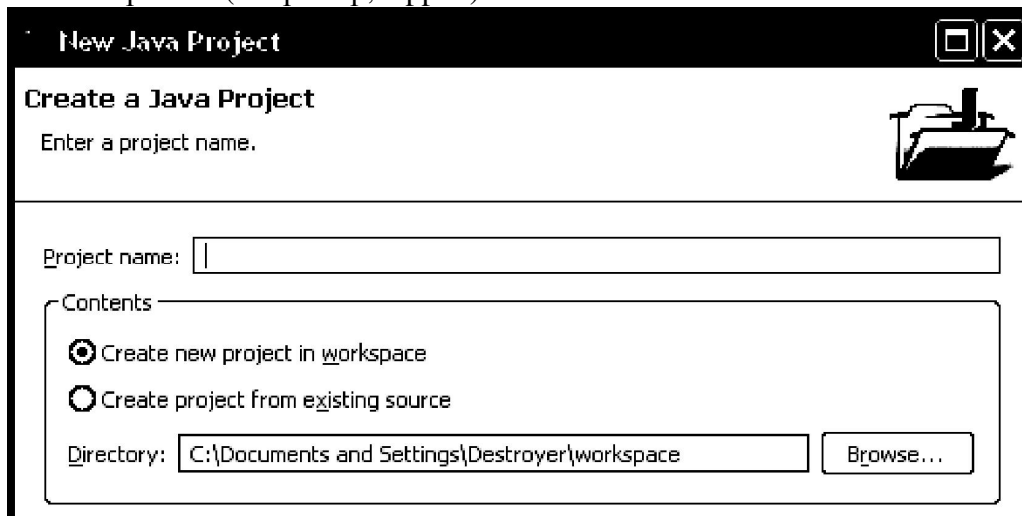 New Java Project
Create a Java Project
Enter a project name.
Project name:
Contents
Create new project in workspace
Create project from existing source
Directory: C:\Documents and Settings\Destroyer\workspace Browse...